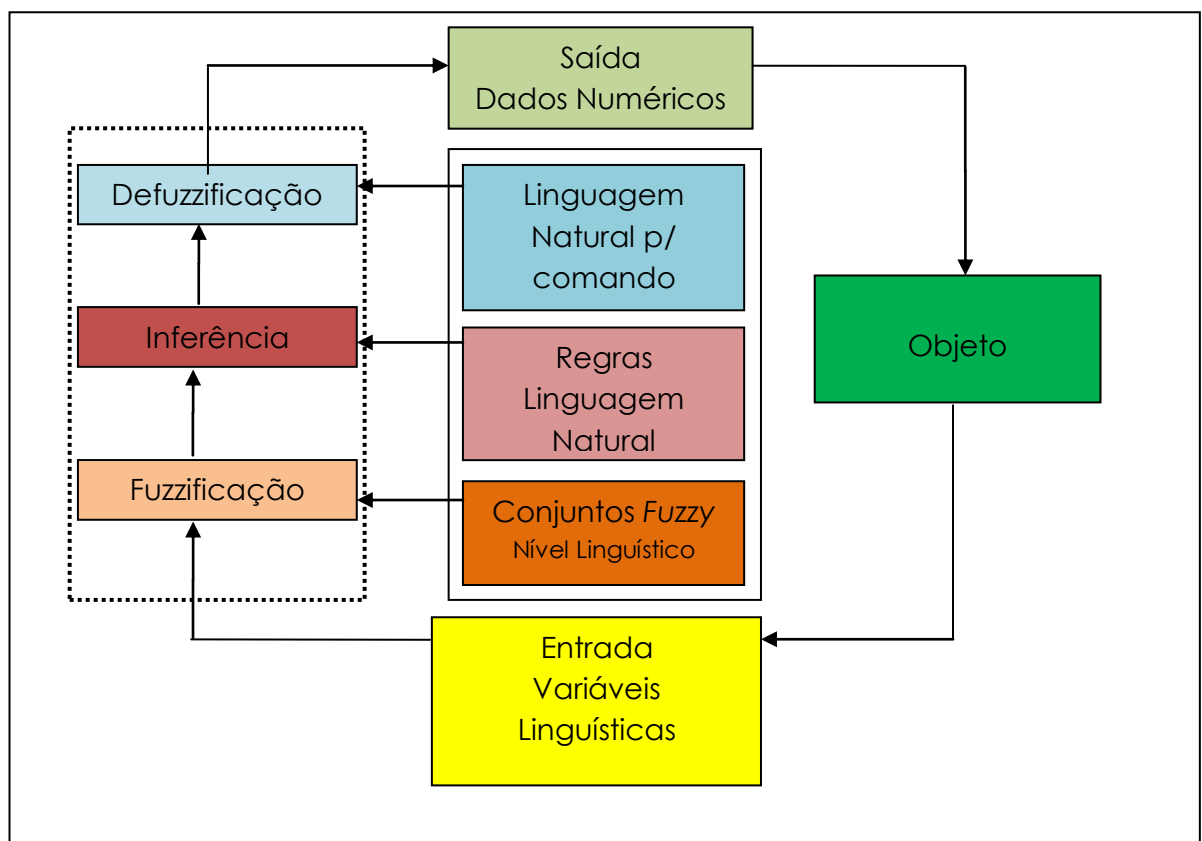 Saída
Dados Numéricos
Defuzzificação
Linguagem
Natural p/
comando
Inferência
Regras
Linguagem
Natural
Objeto
Fuzzificação
Conjuntos Fuzzy
Nível Linguístico
Entrada
Variáveis
Linguísticas